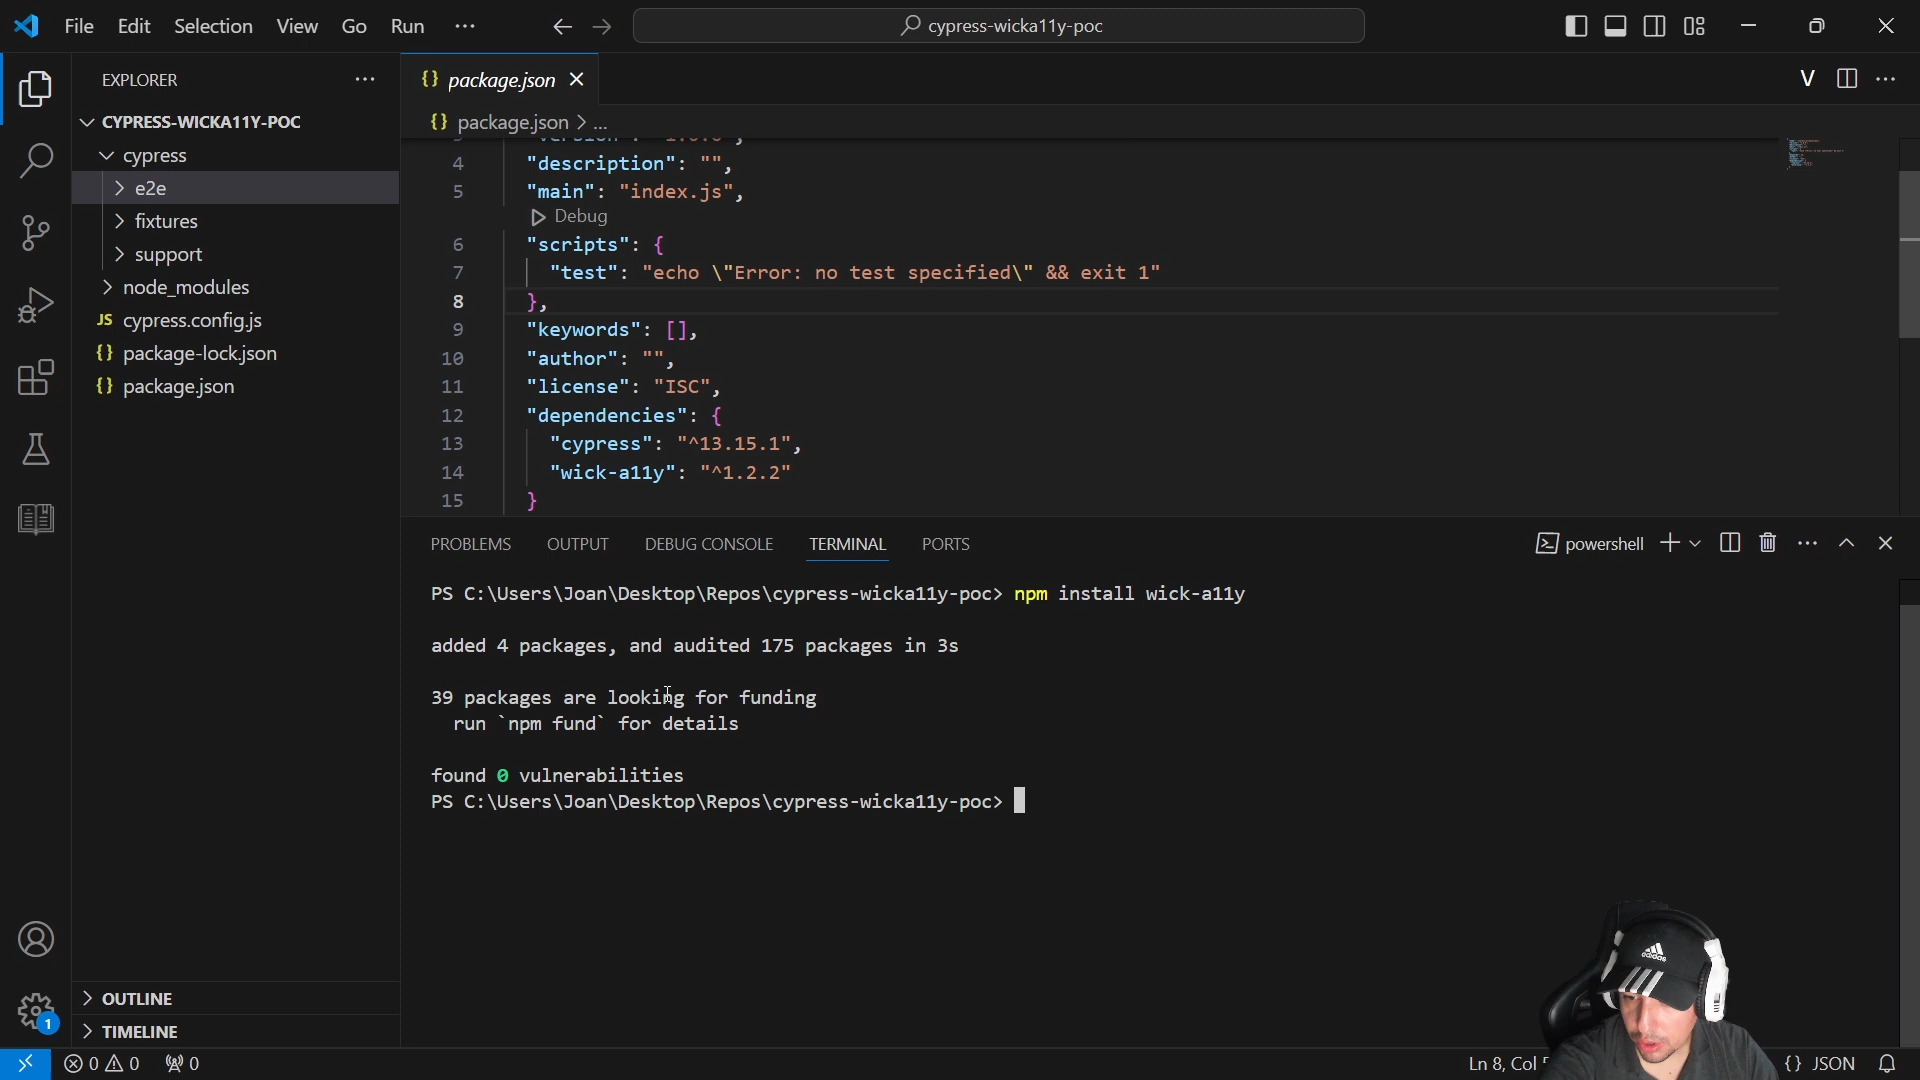 File Edit Selection View Go Run ... cypress-wicka11y-poc
EXPLORER ...
package.json
package.json > ...
CYPRESS-WICKA11Y-POC
cypress
e2e
fixtures
support
node_modules
JS cypress.config.js
{} package-lock.json
{} package.json
OUTLINE
TIMELINE
4 "description": "",
5 "main": "index.js",
Debug
6 "scripts": {
7 "test": "echo \"Error: no test specified\" && exit 1"
8 },
9 "keywords": [],
10 "author": "",
11 "license": "ISC",
12 "dependencies": {
13 "cypress": "^13.15.1",
14 "wick-a11y": "^1.2.2"
15 }
PROBLEMS OUTPUT DEBUG CONSOLE TERMINAL PORTS powershell
PS C:\Users\Joan\Desktop\Repos\cypress-wicka11y-poc> npm install wick-a11y
added 4 packages, and audited 175 packages in 3s
39 packages are looking for funding
run `npm fund` for details
found 0 vulnerabilities
PS C:\Users\Joan\Desktop\Repos\cypress-wicka11y-poc>
adidas
1
0 0 0 Ln 8, Col {} JSON